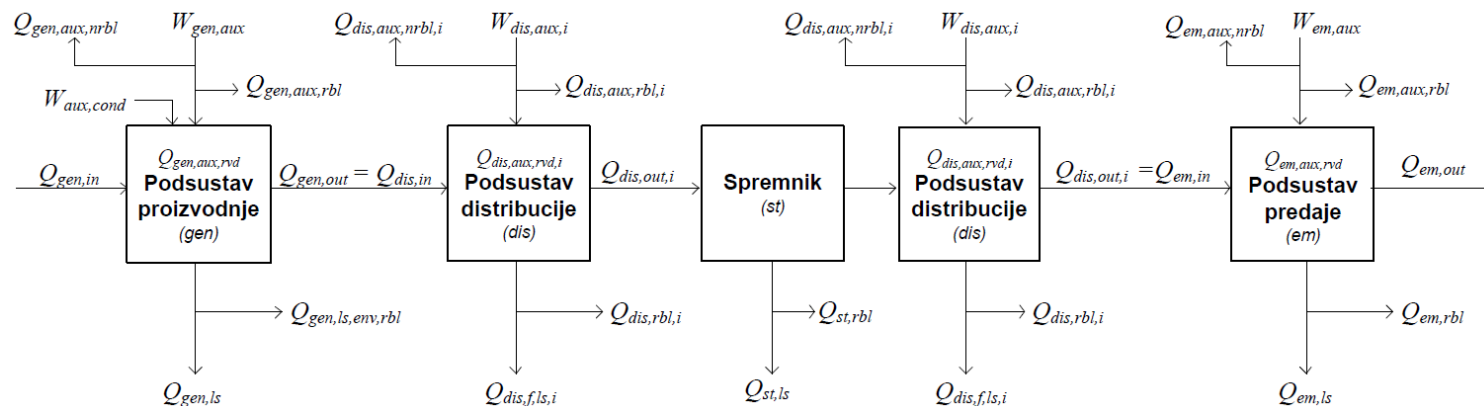 Q_gen,aux,nrbl W_gen,aux Q_dis,aux,nrbl,i W_dis,aux,i Q_dis,aux,nrbl,i W_dis,aux,i Q_em,aux,nrbl W_em,aux
Q_gen,aux,rbl Q_dis,aux,rbl,i Q_dis,aux,rbl,i Q_em,aux,rbl
W_aux,cond
Q_gen,in
Q_gen,aux,rvd
Podsustav
proizvodnje
(gen)
Q_gen,out = Q_dis,in
Q_dis,aux,rvd,i
Podsustav
distribucije
(dis)
Q_dis,out,i
Spremnik
(st)
Q_dis,aux,rvd,i
Podsustav
distribucije
(dis)
Q_dis,out,i = Q_em,in
Q_em,aux,rvd
Podsustav
predaje
(em)
Q_em,out
Q_gen,ls,env,rbl Q_dis,rbl,i Q_st,rbl Q_dis,rbl,i Q_em,rbl
Q_gen,ls Q_dis,f,ls,i Q_st,ls Q_dis,f,ls,i Q_em,ls